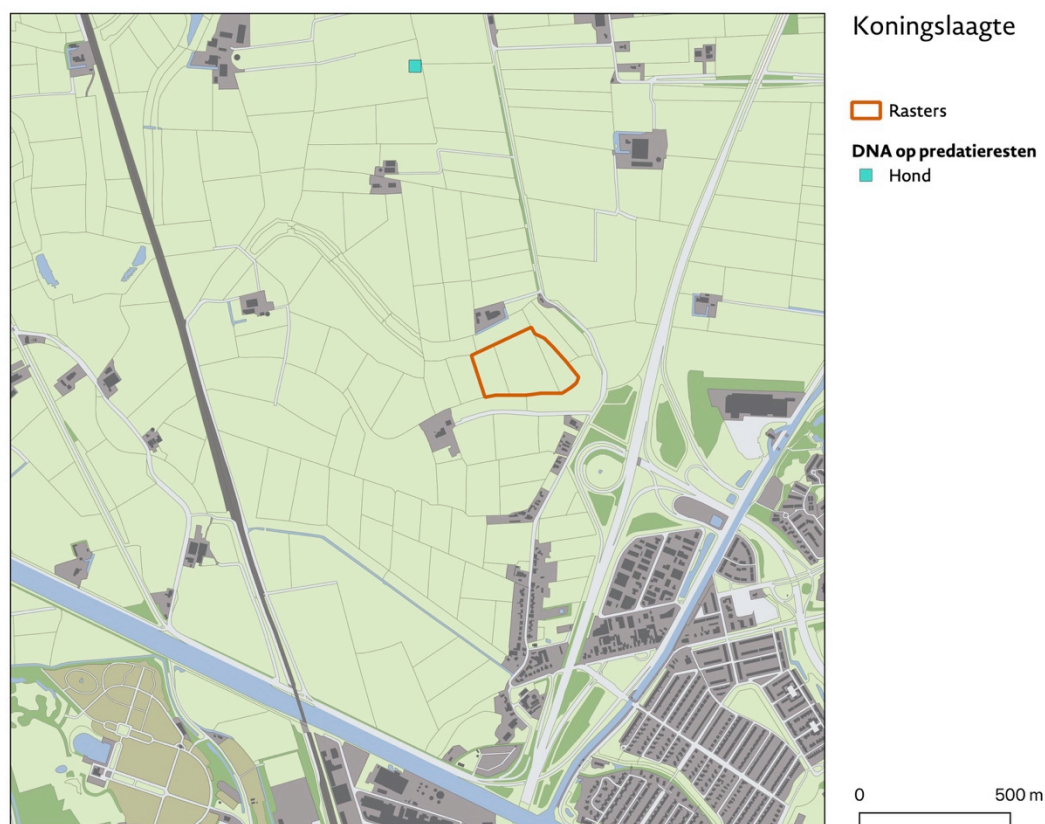 Koningslaagte
Rasters
DNA op predatieresten
Hond
0 500 m